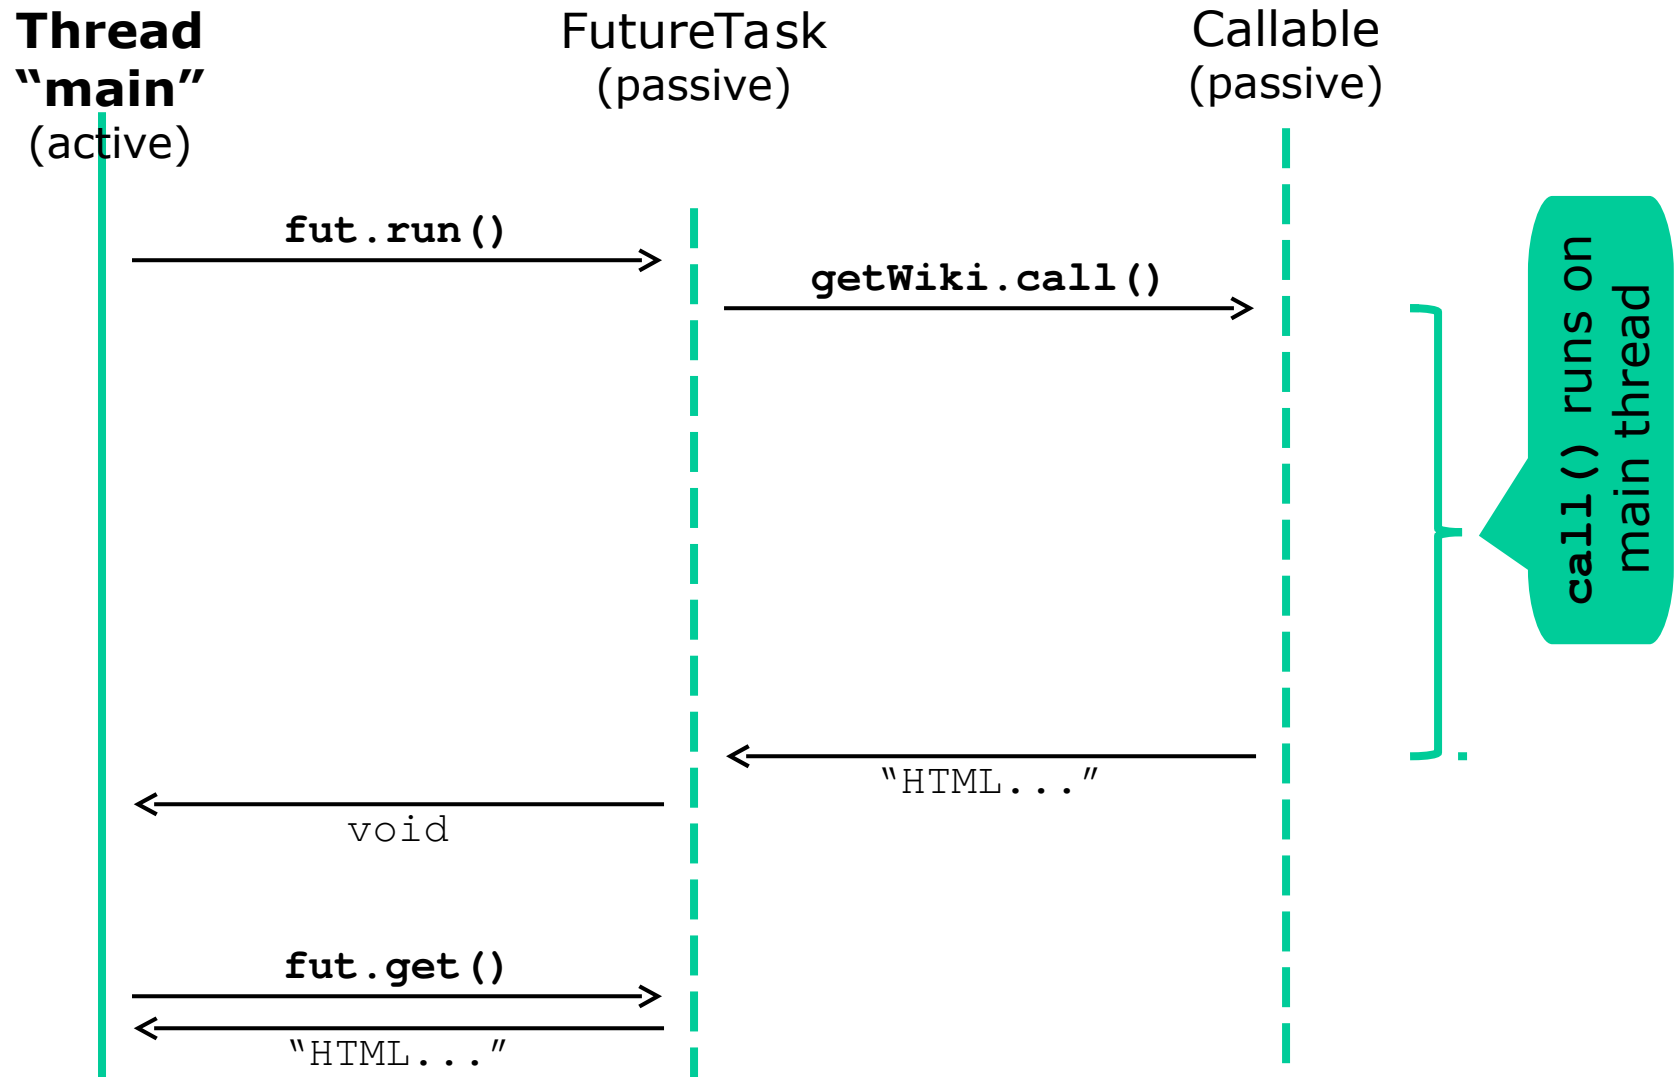 Thread
“main”
(active)
FutureTask
(passive)
Callable
(passive)
fut.run()
getWiki.call()
call() runs on
main thread
“HTML...”
void
fut.get()
“HTML...”